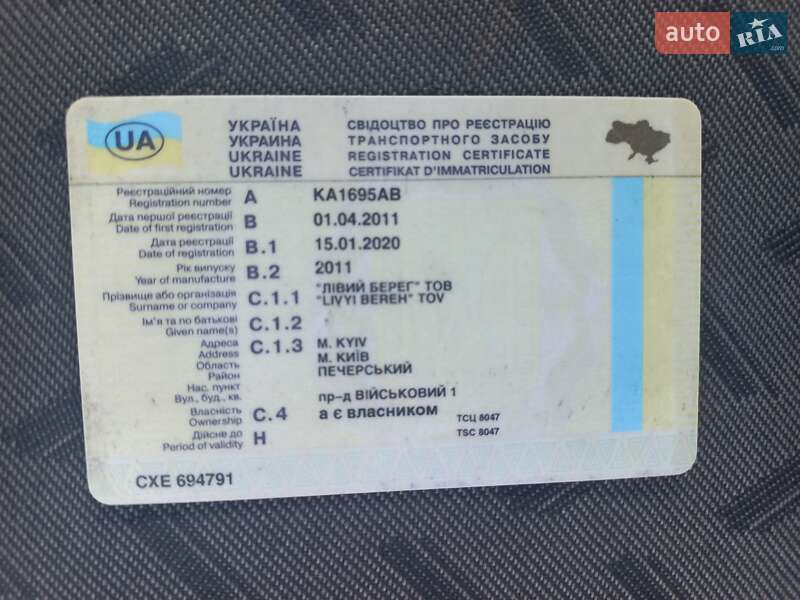 auto RIA.com
UA
УКРАЇНА СВІДОЦТВО ПРО РЕЄСТРАЦІЮ
УКРАИНА ТРАНСПОРТНОГО ЗАСОБУ
UKRAINE REGISTRATION CERTIFICATE
UKRAINE CERTIFIKAT D'IMMATRICULATION
Реєстраційний номер
Registration number A KA1695AB
Дата першої реєстрації
Date of first registration B 01.04.2011
Дата реєстрації
Date of registration B.1 15.01.2020
Рік випуску
Year of manufacture B.2 2011
Прізвище або організація C.1.1 "ЛІВИЙ БЕРЕГ" ТОВ
Surname or company "LIVYI BEREH" TOV
Ім'я та по батькові
Given name(s) C.1.2
Адреса C.1.3 M. KYIV
Address М. КИЇВ
Область ПЕЧЕРСЬКИЙ
Район
Нас. пункт
Вул., буд., кв. пр-д ВІЙСЬКОВИЙ 1
Власність C.4 а є власником ТСЦ 8047
Ownership
Дійсне до H TSC 8047
Period of validity
CXE 694791